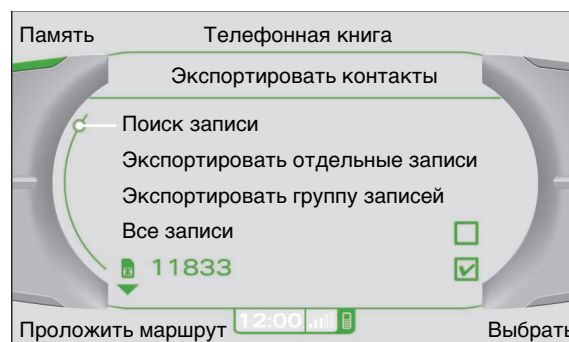 Память
Телефонная книга
Экспортировать контакты
Поиск записи
Экспортировать отдельные записи
Экспортировать группу записей
Все записи
11833
Проложить маршрут
12:00
Выбрать